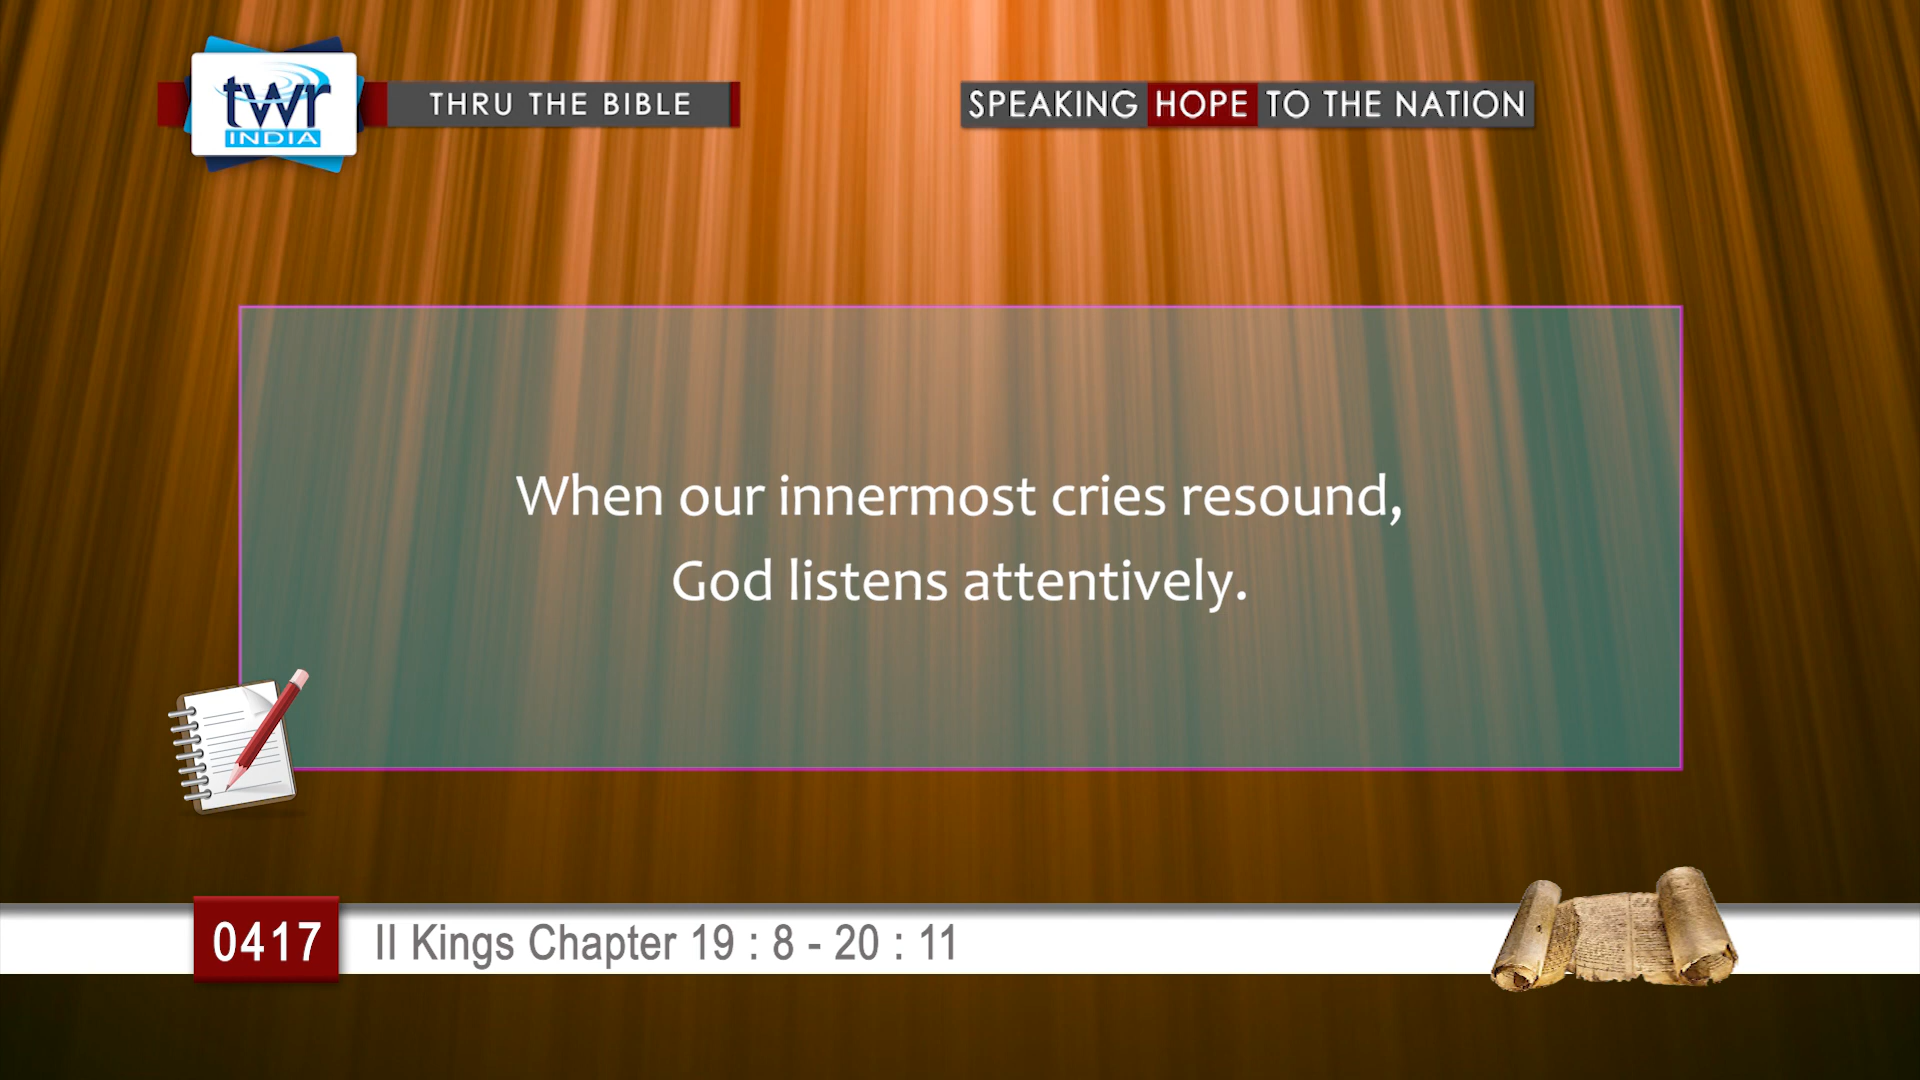 twr
INDIA
THRU THE BIBLE
SPEAKING HOPE TO THE NATION
When our innermost cries resound,
God listens attentively.
0417
II Kings Chapter 19 : 8 - 20 : 11